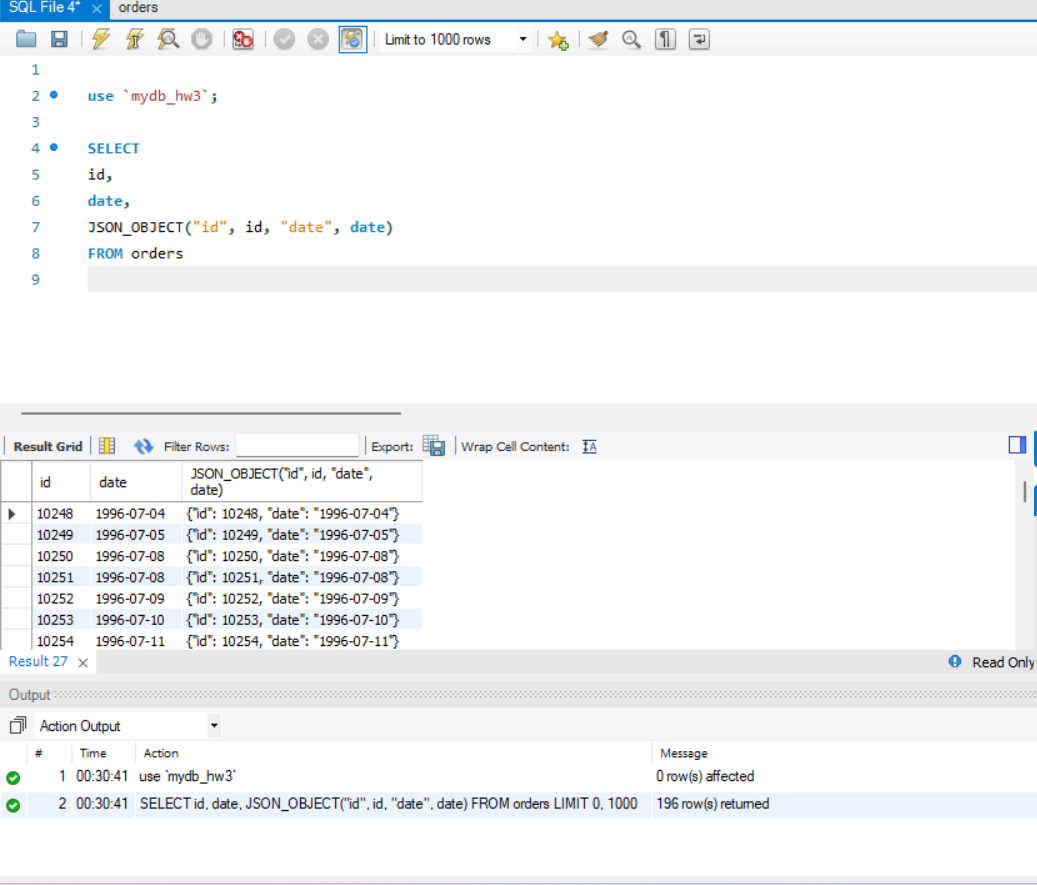 SQL File 4* × orders
Limit to 1000 rows
1
2 use `mydb_hw3`;
3
4 SELECT
5 id,
6 date,
7 JSON_OBJECT("id", id, "date", date)
8 FROM orders
9
Result Grid Filter Rows: Export: Wrap Cell Content:
id date JSON_OBJECT("id", id, "date",
date)
10248 1996-07-04 {"id": 10248, "date": "1996-07-04"}
10249 1996-07-05 {"id": 10249, "date": "1996-07-05"}
10250 1996-07-08 {"id": 10250, "date": "1996-07-08"}
10251 1996-07-08 {"id": 10251, "date": "1996-07-08"}
10252 1996-07-09 {"id": 10252, "date": "1996-07-09"}
10253 1996-07-10 {"id": 10253, "date": "1996-07-10"}
10254 1996-07-11 {"id": 10254, "date": "1996-07-11"}
Result 27 × Read Only
Output
Action Output
# Time Action Message
1 00:30:41 use `mydb_hw3` 0 row(s) affected
2 00:30:41 SELECT id, date, JSON_OBJECT("id", id, "date", date) FROM orders LIMIT 0, 1000 196 row(s) returned